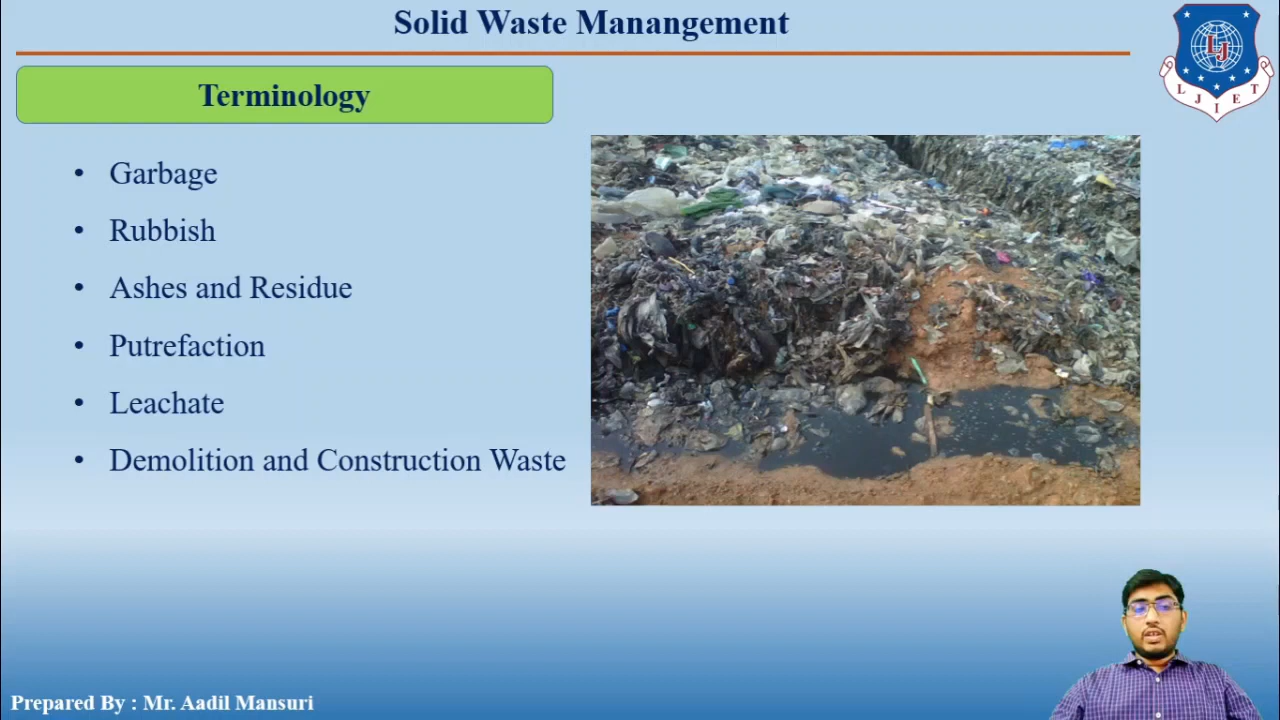 Solid Waste Manangement
Terminology
• Garbage
• Rubbish
• Ashes and Residue
• Putrefaction
• Leachate
• Demolition and Construction Waste
LJ
L J I E T
Prepared By : Mr. Aadil Mansuri